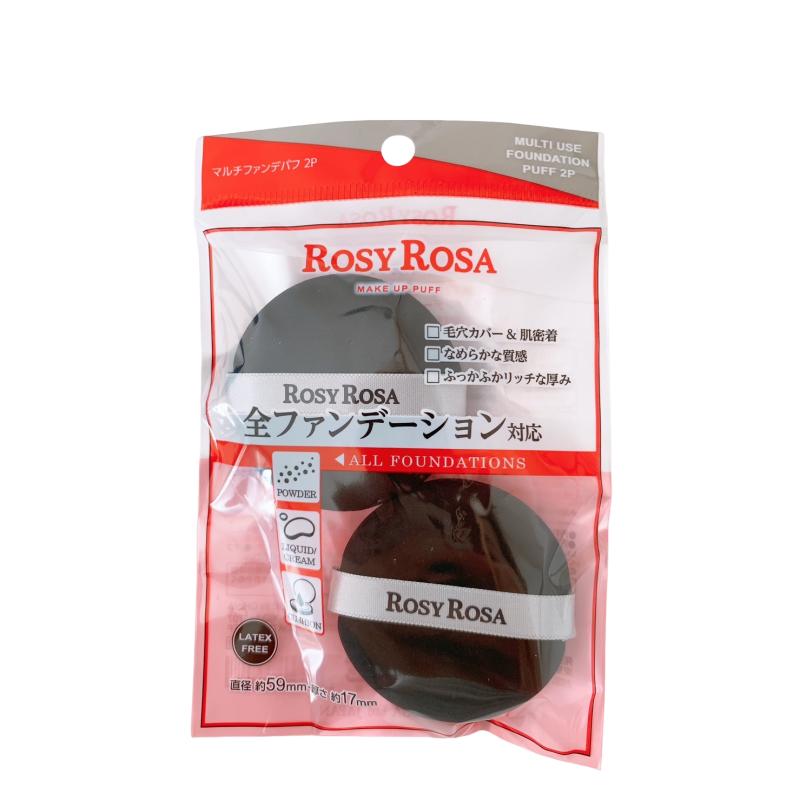 マルチファンデパフ 2P
MULTI USE
FOUNDATION
PUFF 2P
ROSY ROSA
MAKE UP PUFF
毛穴カバー & 肌密着
なめらかな質感
ふっかふかリッチな厚み
ROSY ROSA
全ファンデーション対応
◀ALL FOUNDATIONS
POWDER
LIQUID/
CREAM
ROSY ROSA
LATEX
FREE
直径 約59mm・厚さ 約17mm